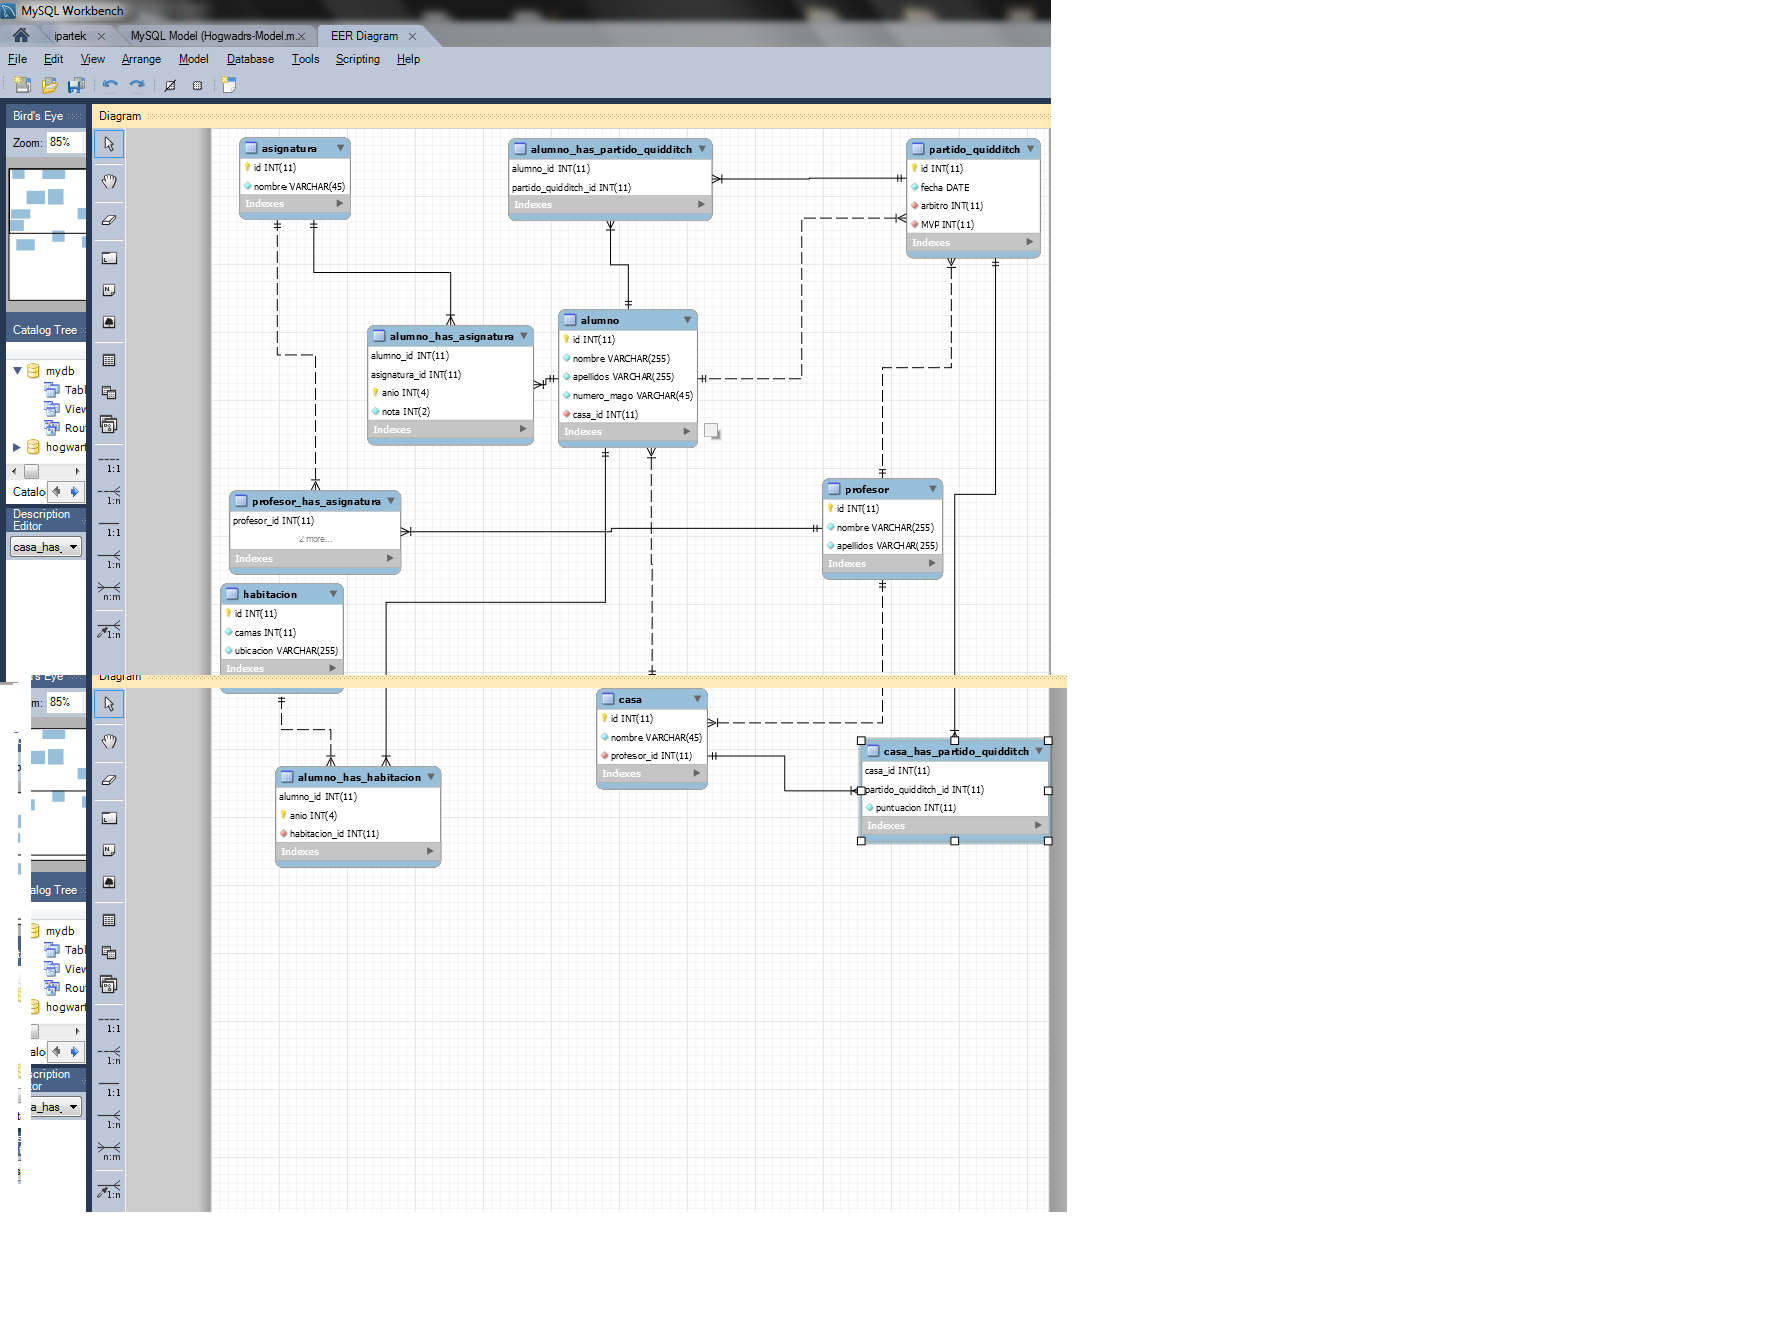 MySQL Workbench
ipartek
MySQL Model (Hogwadrs-Model.m...
EER Diagram
File Edit View Arrange Model Database Tools Scripting Help
Bird's Eye
Zoom: 85%
Catalog Tree
mydb
Tabl
View
Rou
hogwart
Catalo
Description
Editor
casa_has_
Diagram
1:1
1:n
1:1
1:n
n:m
1:n
asignatura
id INT(11)
nombre VARCHAR(45)
Indexes
alumno_has_partido_quidditch
alumno_id INT(11)
partido_quidditch_id INT(11)
Indexes
partido_quidditch
id INT(11)
fecha DATE
arbitro INT(11)
MVP INT(11)
Indexes
alumno_has_asignatura
alumno_id INT(11)
asignatura_id INT(11)
anio INT(4)
nota INT(2)
Indexes
alumno
id INT(11)
nombre VARCHAR(255)
apellidos VARCHAR(255)
numero_mago VARCHAR(45)
casa_id INT(11)
Indexes
profesor_has_asignatura
profesor_id INT(11)
2 more...
Indexes
profesor
id INT(11)
nombre VARCHAR(255)
apellidos VARCHAR(255)
Indexes
habitacion
id INT(11)
camas INT(11)
ubicacion VARCHAR(255)
Indexes
Diagram
m: 85%
alog Tree
mydb
Tabl
View
Rou
hogwart
alo
scription
tor
a_has_
1:1
1:n
1:1
1:n
n:m
1:n
casa
id INT(11)
nombre VARCHAR(45)
profesor_id INT(11)
Indexes
casa_has_partido_quidditch
casa_id INT(11)
partido_quidditch_id INT(11)
puntuacion INT(11)
Indexes
alumno_has_habitacion
alumno_id INT(11)
anio INT(4)
habitacion_id INT(11)
Indexes